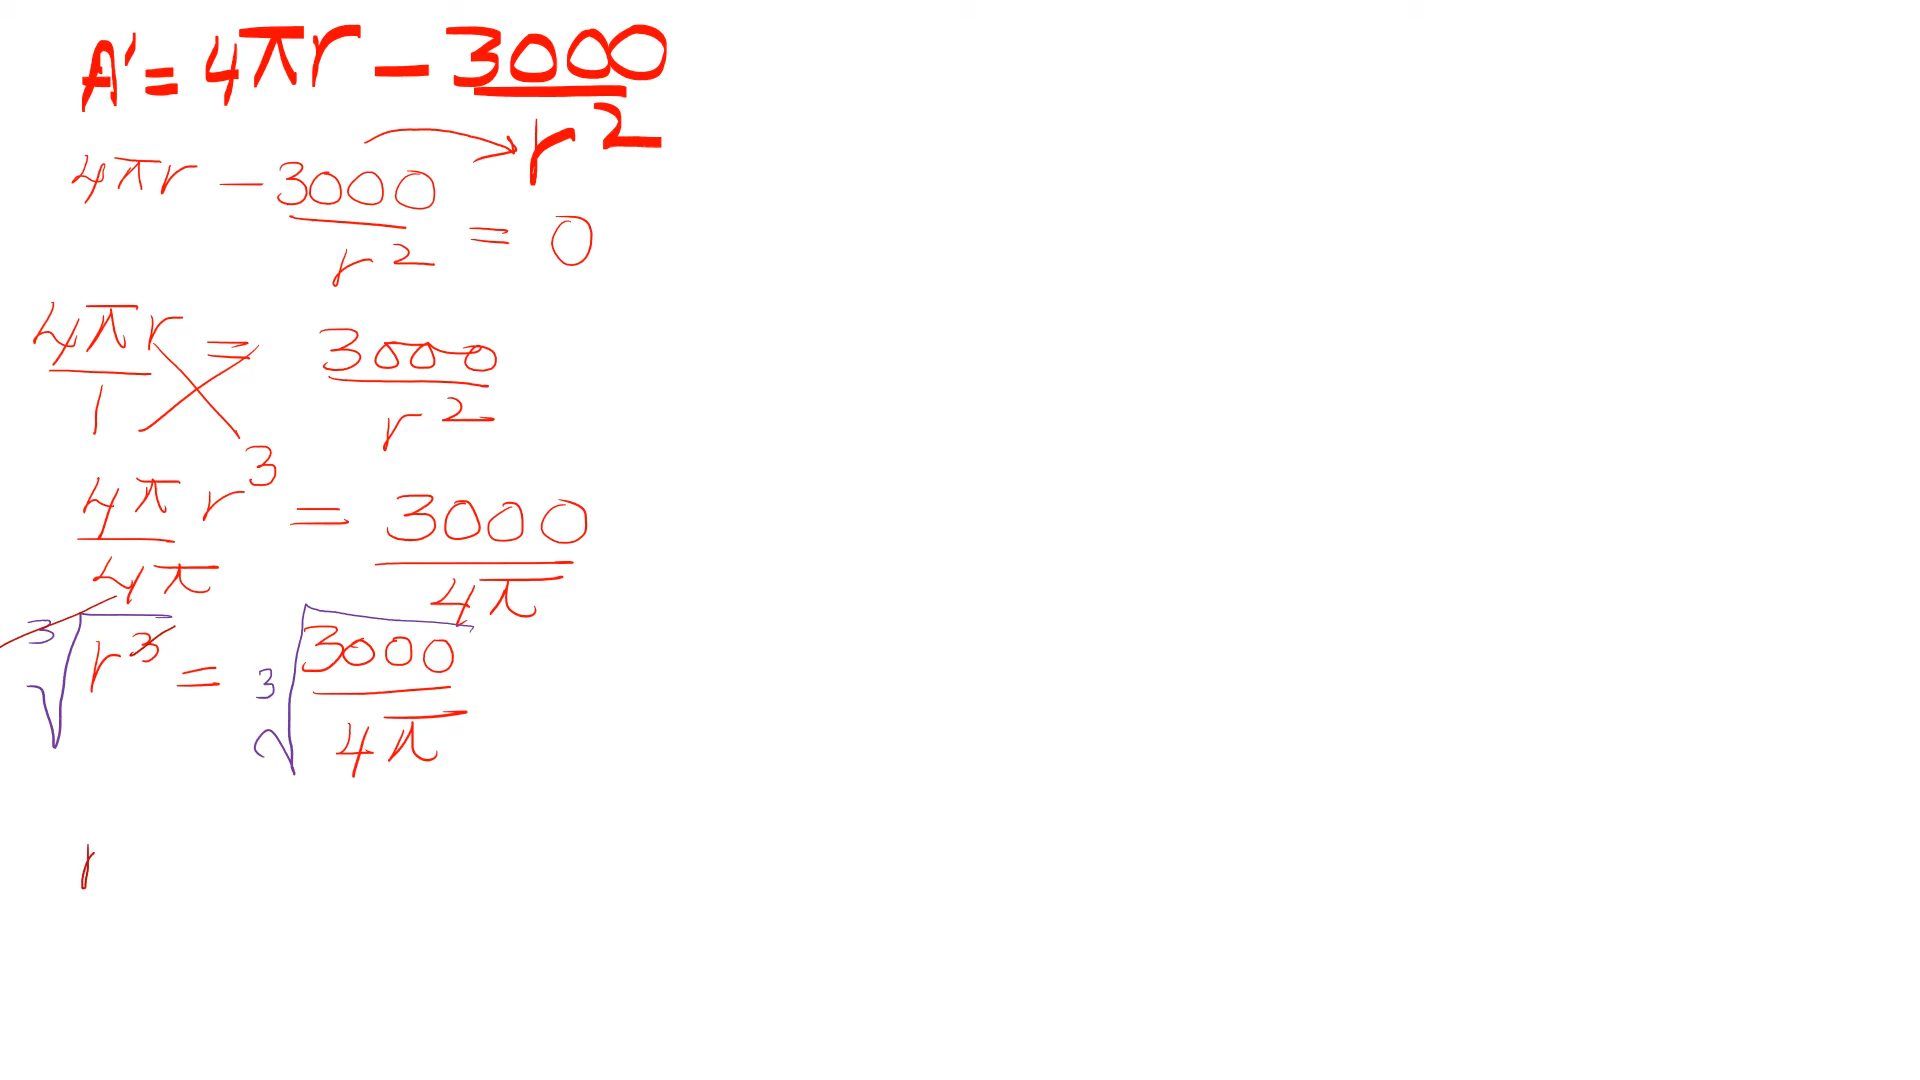 A' = 4πr − 3000/r²
4πr − 3000/r² = 0
4πr/1 = 3000/r²
4πr³/4π = 3000/4π
∛r³ = ∛(3000/4π)
r